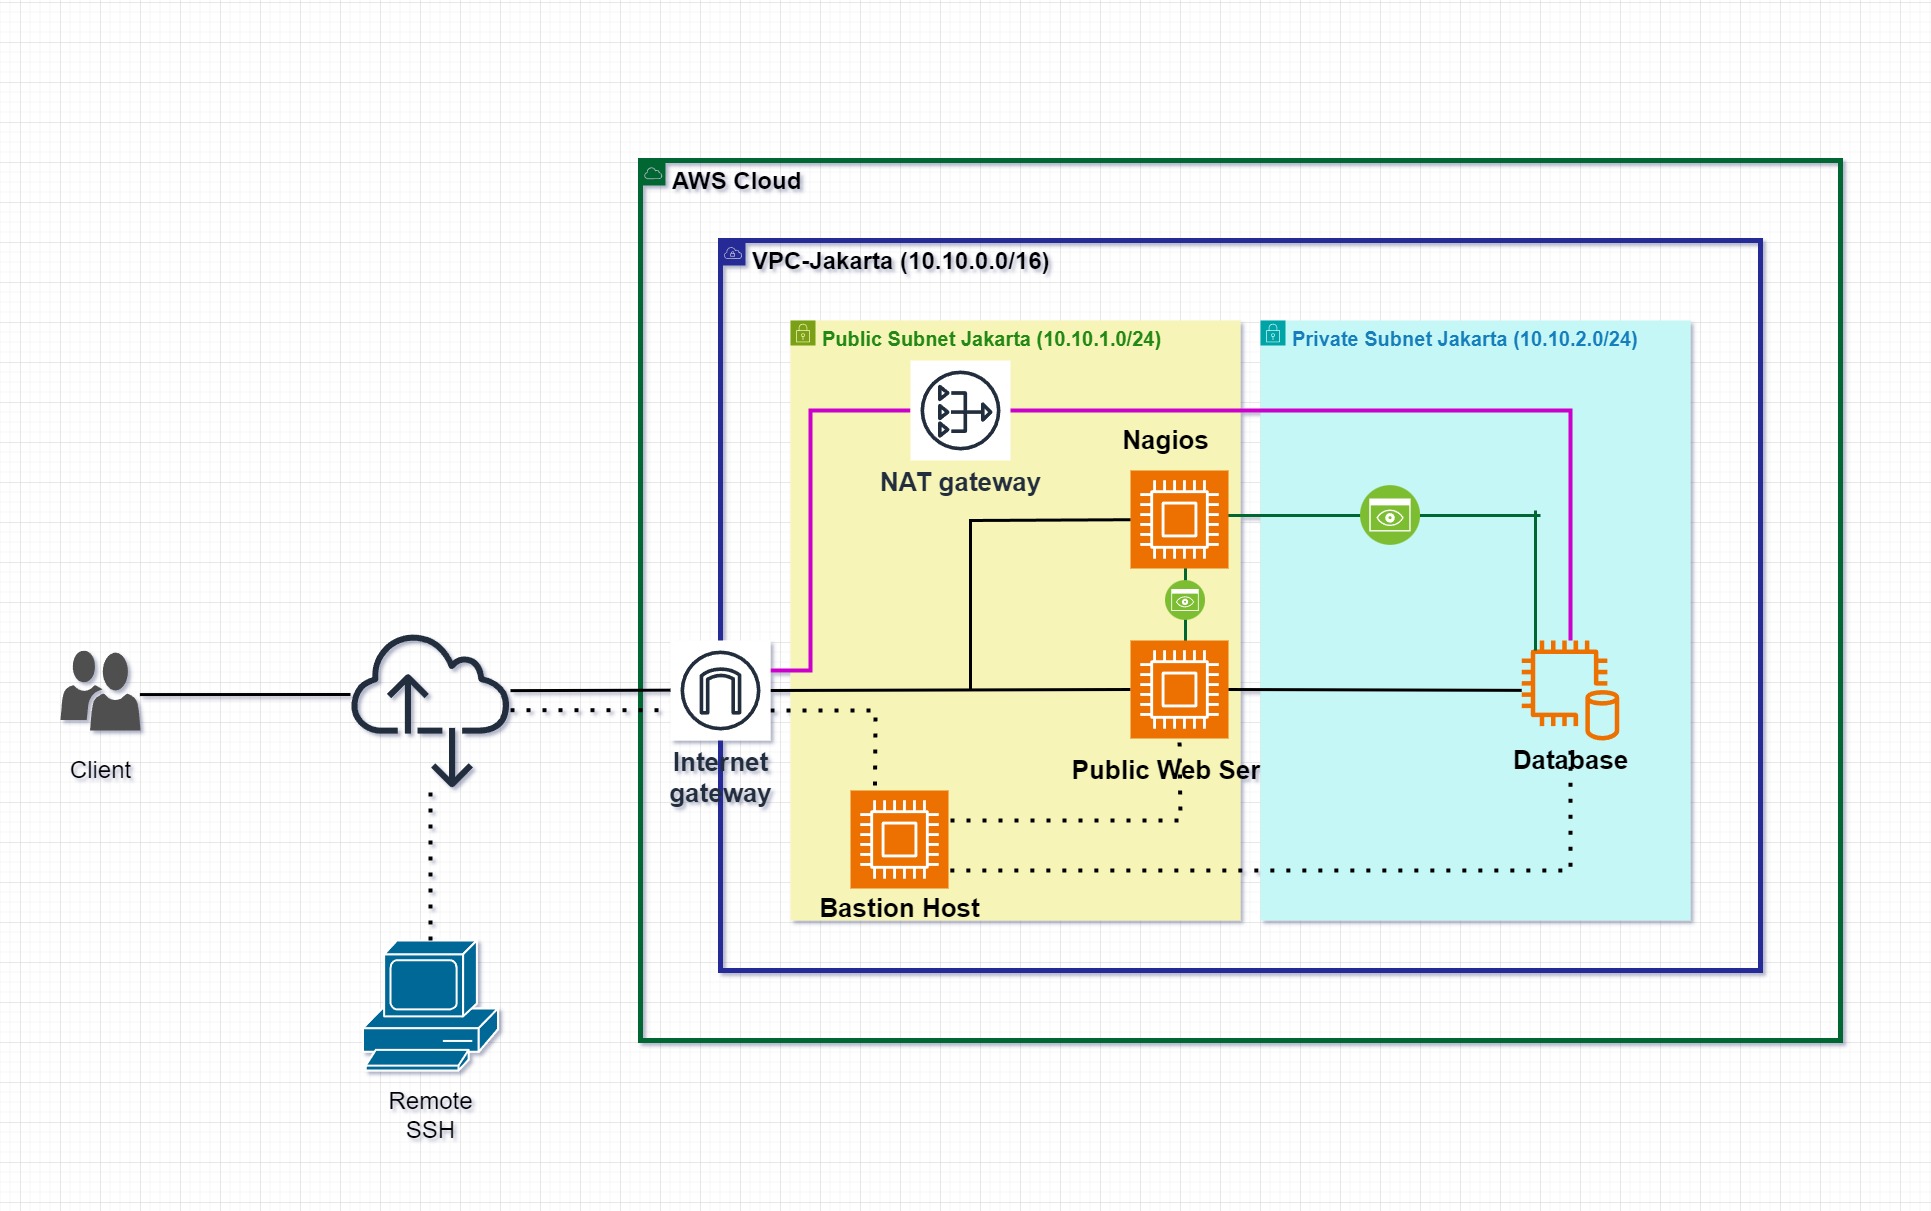 AWS Cloud
VPC-Jakarta (10.10.0.0/16)
Public Subnet Jakarta (10.10.1.0/24)
Private Subnet Jakarta (10.10.2.0/24)
Nagios
NAT gateway
Internet
gateway
Client
Public Web Ser
Database
Bastion Host
Remote
SSH